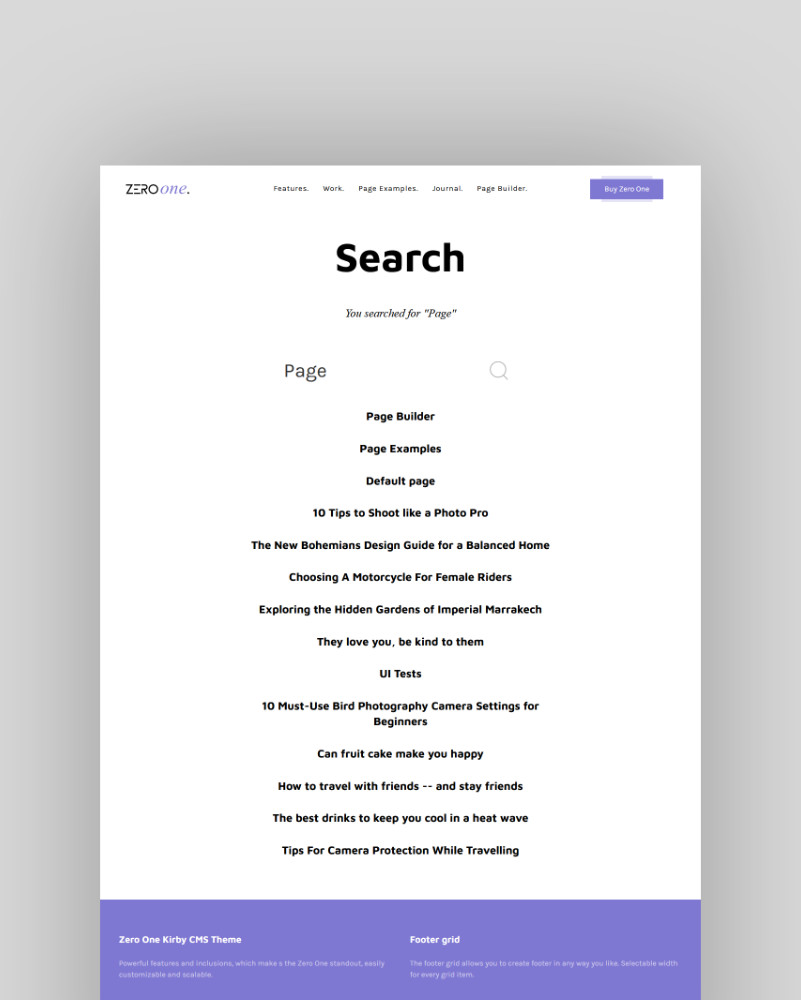 ZERO one.
Features. Work. Page Examples. Journal. Page Builder.
Buy Zero One
Search
You searched for "Page"
Page
Page Builder
Page Examples
Default page
10 Tips to Shoot like a Photo Pro
The New Bohemians Design Guide for a Balanced Home
Choosing A Motorcycle For Female Riders
Exploring the Hidden Gardens of Imperial Marrakech
They love you, be kind to them
UI Tests
10 Must-Use Bird Photography Camera Settings for
Beginners
Can fruit cake make you happy
How to travel with friends -- and stay friends
The best drinks to keep you cool in a heat wave
Tips For Camera Protection While Travelling
Zero One Kirby CMS Theme
Powerful features and inclusions, which make s the Zero One standout, easily
customizable and scalable.
Footer grid
The footer grid allows you to create footer in any way you like. Selectable width
for every grid item.